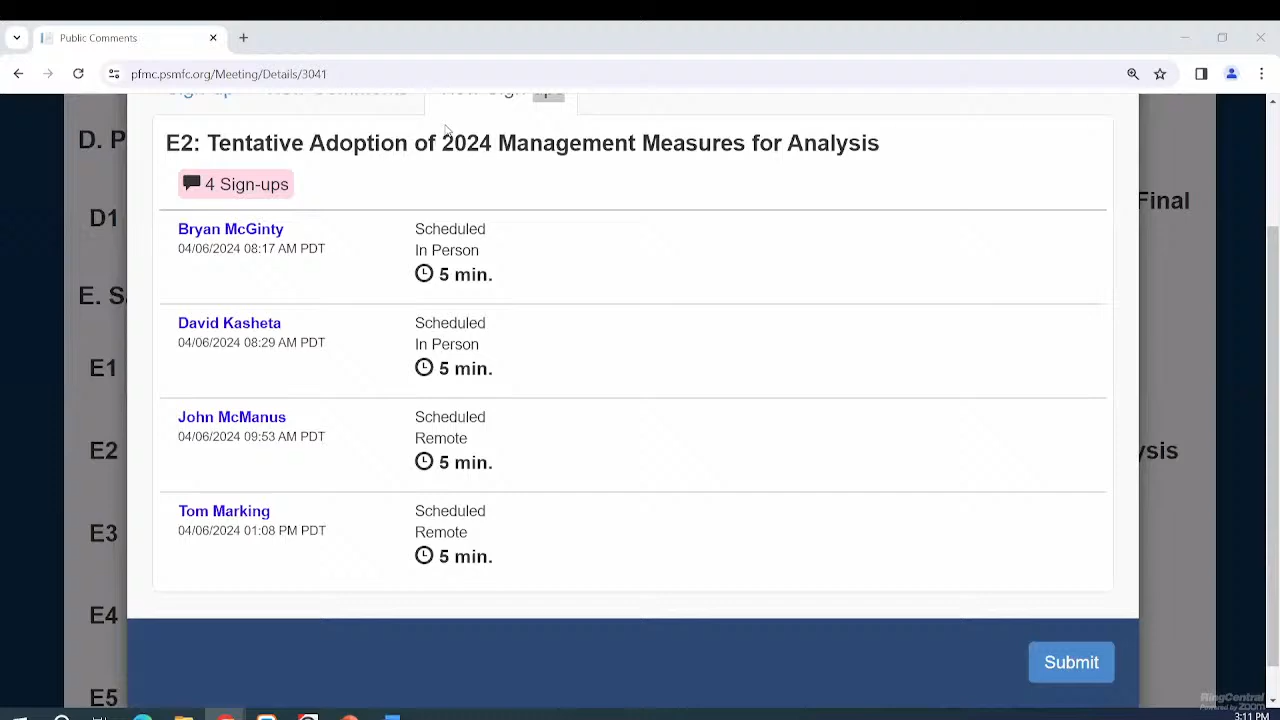 Public Comments
pfmc.psmfc.org/Meeting/Details/3041
D. P
E2: Tentative Adoption of 2024 Management Measures for Analysis
4 Sign-ups
D1
Final
Bryan McGinty
Scheduled
04/06/2024 08:17 AM PDT
In Person
5 min.
E. S
David Kasheta
Scheduled
04/06/2024 08:29 AM PDT
In Person
E1
5 min.
John McManus
Scheduled
04/06/2024 09:53 AM PDT
Remote
E2
ysis
5 min.
Tom Marking
Scheduled
04/06/2024 01:08 PM PDT
Remote
E3
5 min.
E4
Submit
E5
RingCentral
Powered by Zoom
3:11 PM